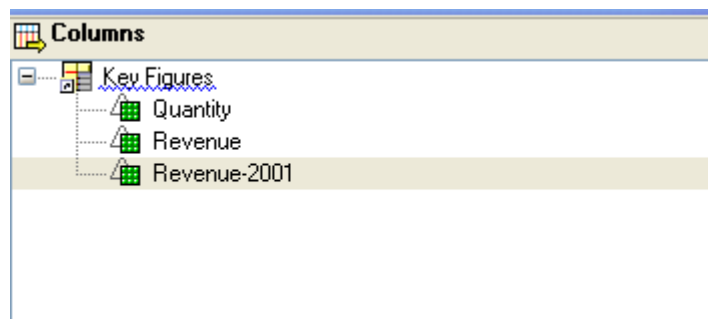 Columns
Key Figures
Quantity
Revenue
Revenue-2001